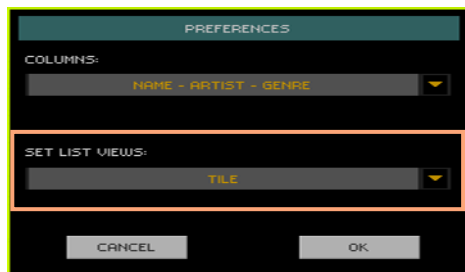 PREFERENCES
COLUMNS:
NAME - ARTIST - GENRE
SET LIST VIEWS:
TILE
CANCEL OK